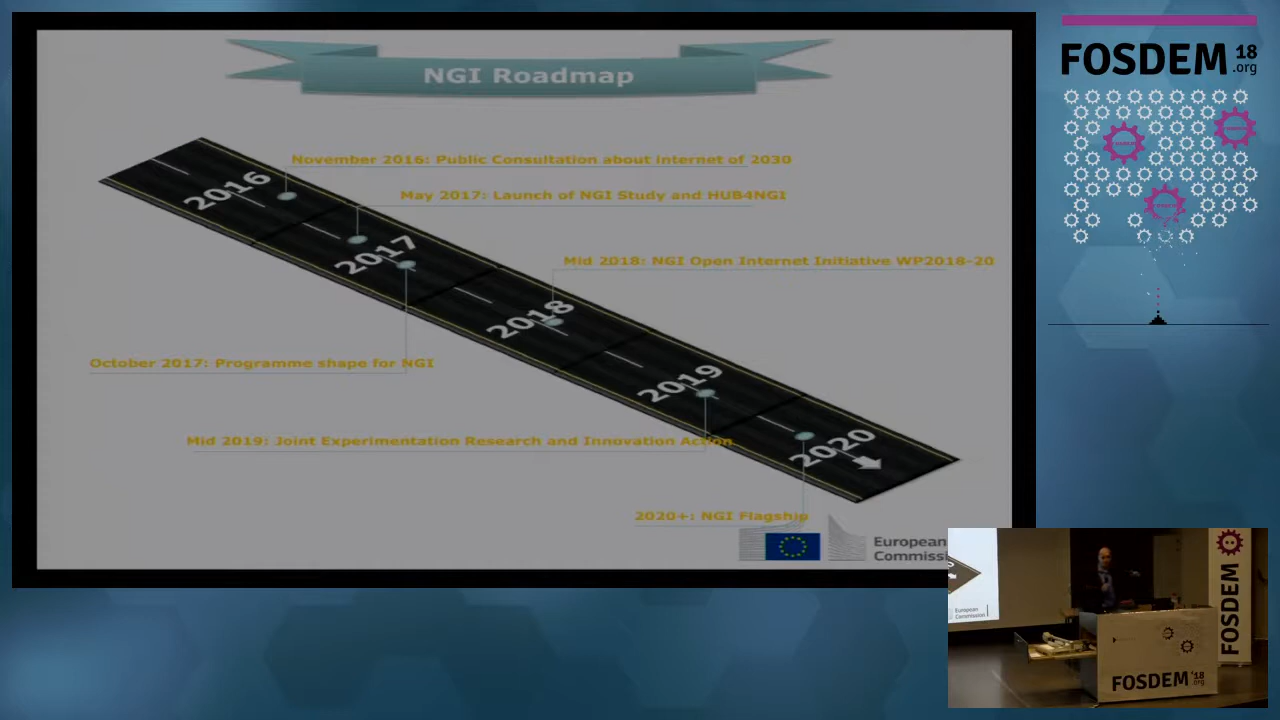 NGI Roadmap
November 2016: Public Consultation about internet of 2030
May 2017: Launch of NGI Study and HUB4NGI
Mid 2018: NGI Open Internet Initiative WP2018-20
October 2017: Programme shape for NGI
Mid 2019: Joint Experimentation Research and Innovation Action
2020+: NGI Flagship
2016
2017
2018
2019
2020
European
Commissi
FOSDEM 18
.org
European
Commission
FOSDEM
FOSDEM '18
.org